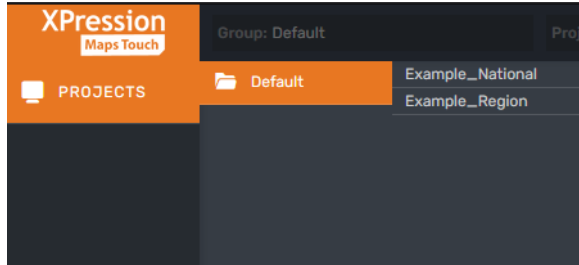 XPression
Maps Touch
Group: Default
PROJECTS
Default
Example_National
Example_Region